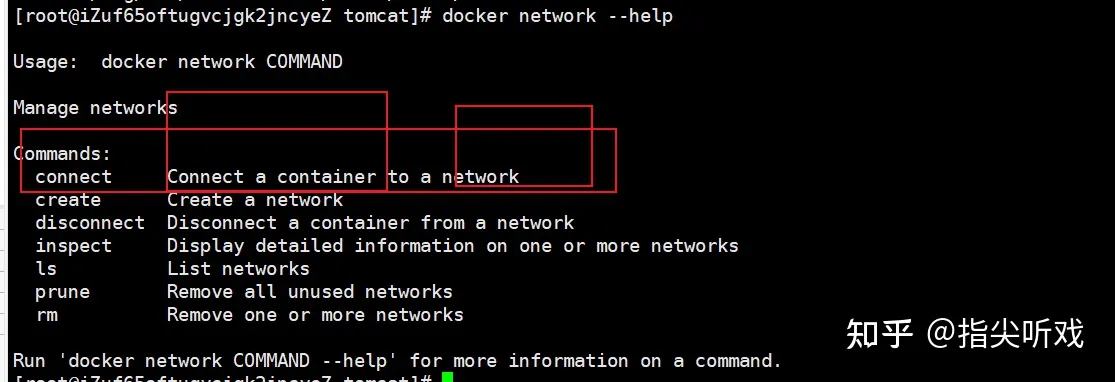 [root@iZuf65oftugvcjgk2jncyeZ tomcat]# docker network --help
Usage:  docker network COMMAND
Manage networks
Commands:
  connect     Connect a container to a network
  create      Create a network
  disconnect  Disconnect a container from a network
  inspect     Display detailed information on one or more networks
  ls          List networks
  prune       Remove all unused networks
  rm          Remove one or more networks
Run 'docker network COMMAND --help' for more information on a command.
[root@iZuf65oftugvcjgk2jncyeZ tomcat]#
知乎 @指尖听戏